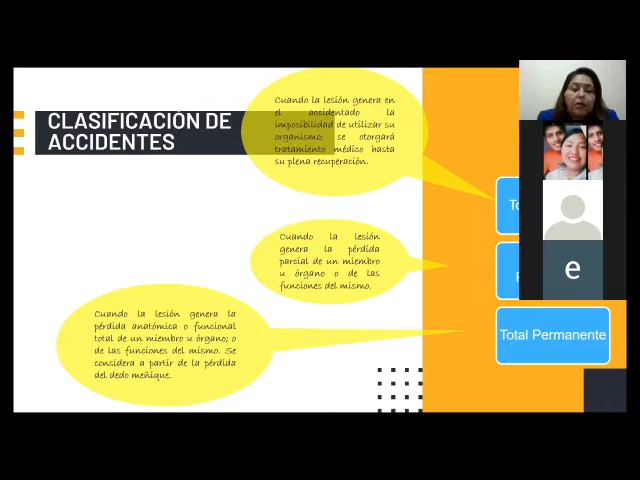 CLASIFICACIÓN DE
ACCIDENTES
Cuando la lesión genera en
el accidentado la
imposibilidad de utilizar su
organismo; se otorgará
tratamiento médico hasta
su plena recuperación.
Cuando la lesión
genera la pérdida
parcial de un miembro
u órgano o de las
funciones del mismo.
Cuando la lesión genera la
pérdida anatómica o funcional
total de un miembro u órgano; o
de las funciones del mismo. Se
considera a partir de la pérdida
del dedo meñique.
Total Permanente
e